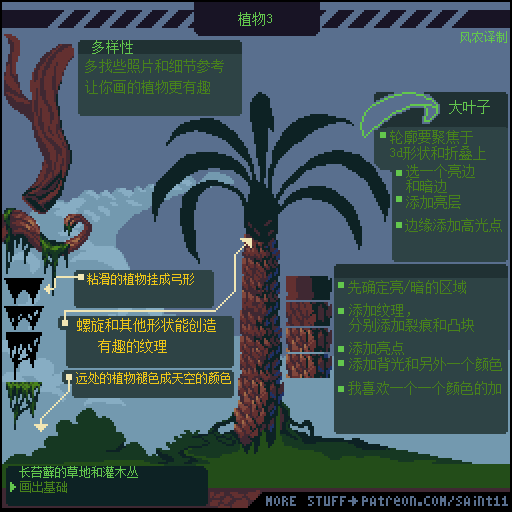 植物3
风农译制
多样性
多找些照片和细节参考
让你画的植物更有趣
大叶子
轮廓要聚焦于
3d形状和折叠上
选一个亮边
和暗边
添加亮层
边缘添加高光点
粘滑的植物挂成弓形
螺旋和其他形状能创造
有趣的纹理
远处的植物褪色成天空的颜色
先确定亮/暗的区域
添加纹理，
分别添加裂痕和凸块
添加亮点
添加背光和另外一个颜色
我喜欢一个一个颜色的加
长苔藓的草地和灌木丛
画出基础
MORE STUFF→PATREON.COM/SAINT11